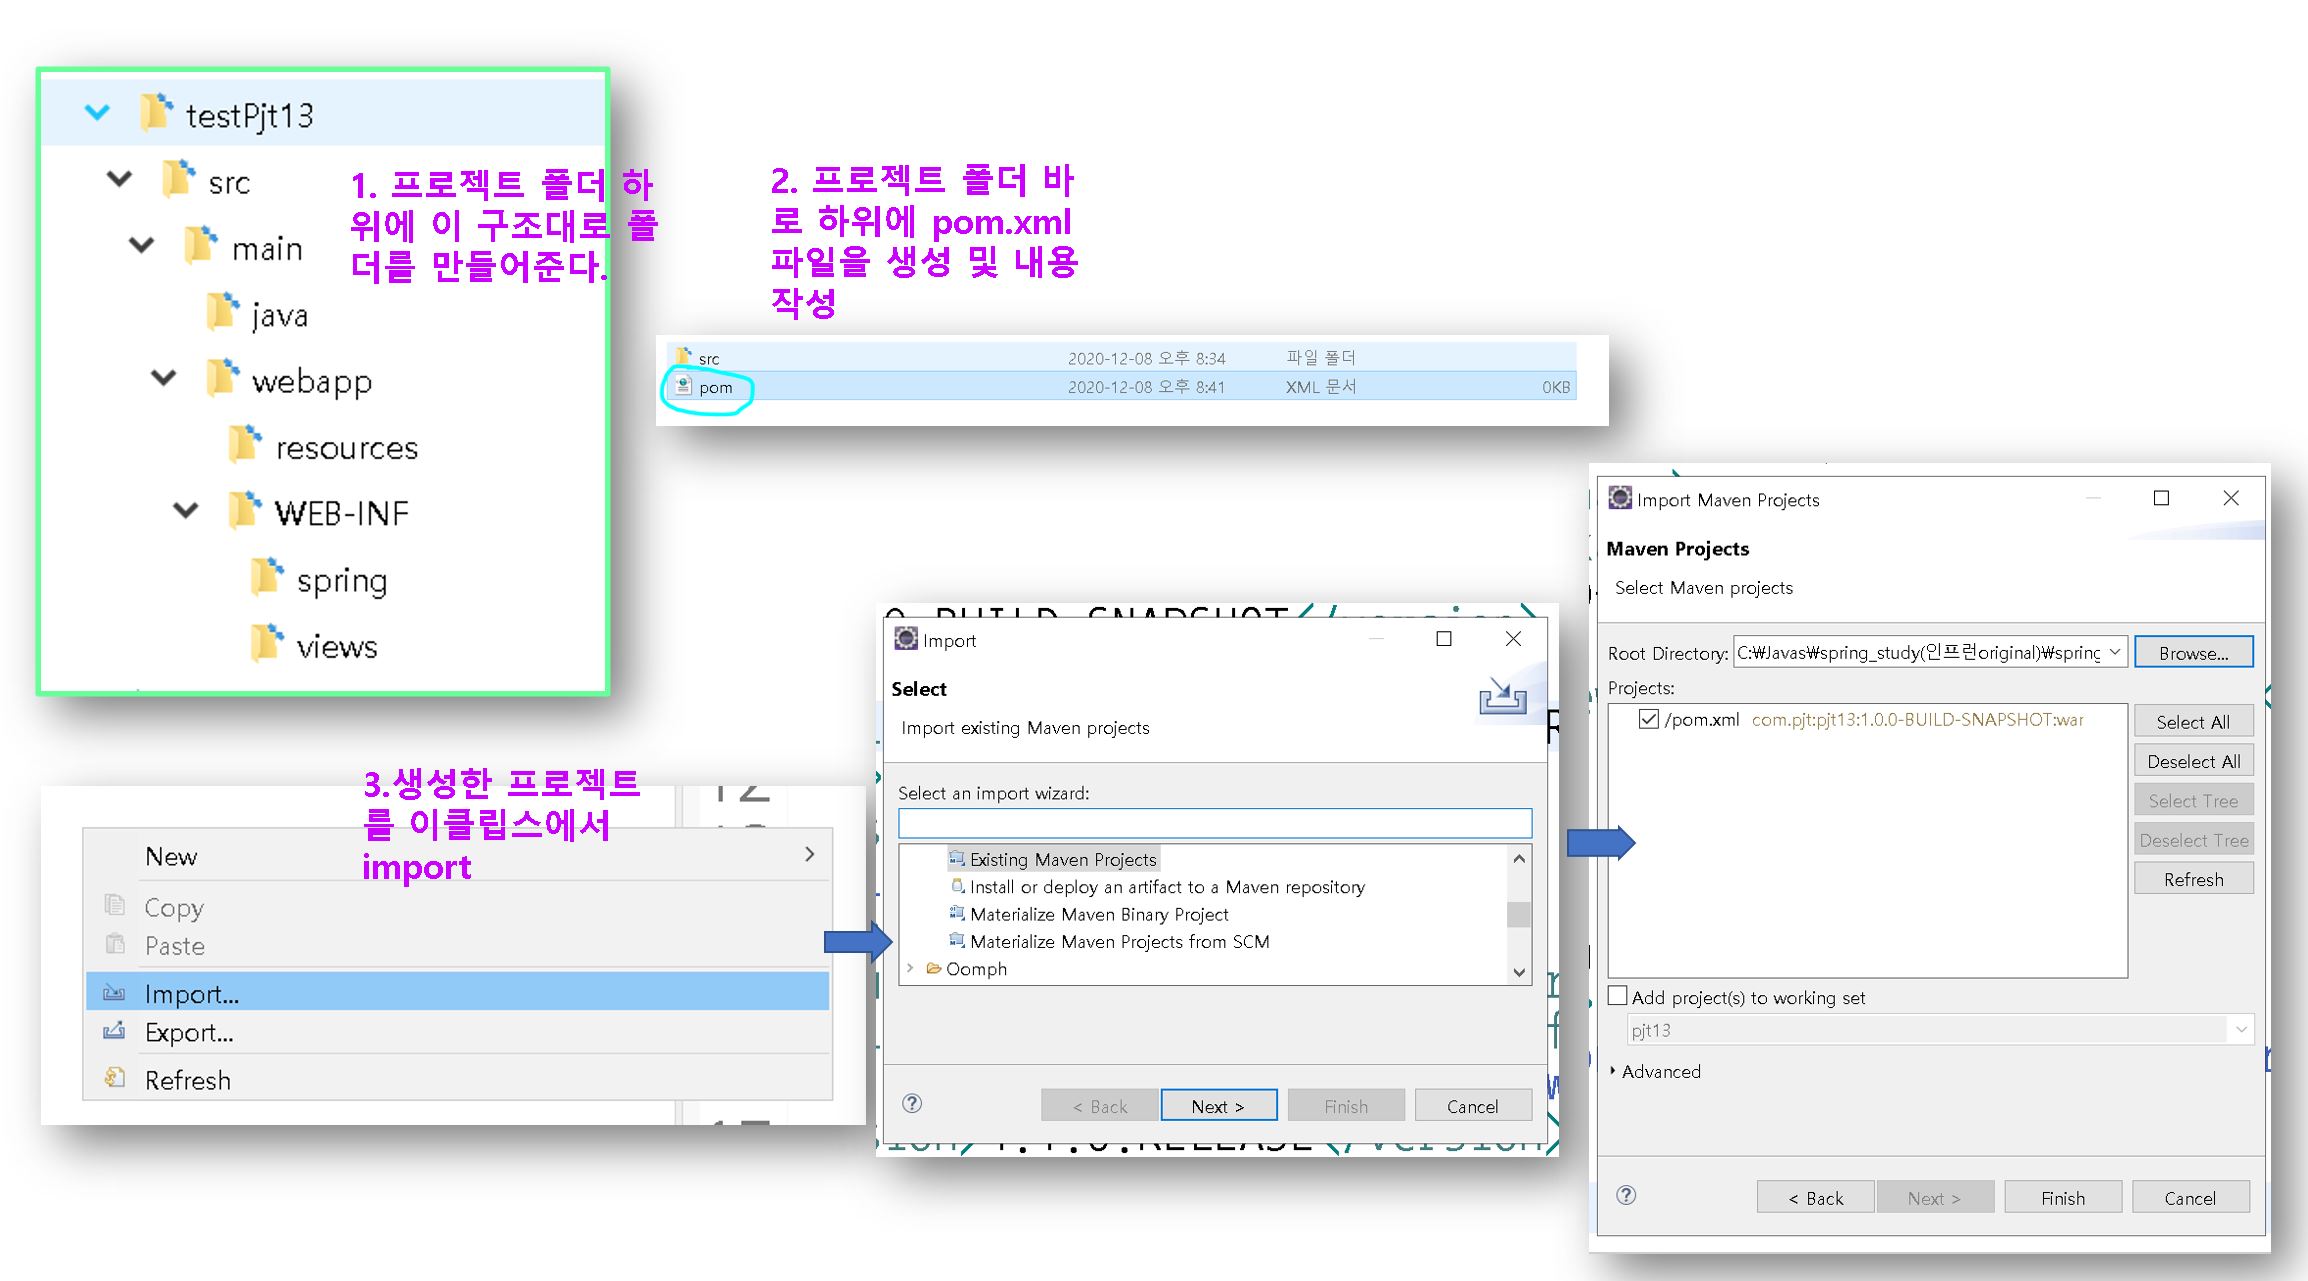 testPjt13
src
main
java
webapp
resources
WEB-INF
spring
views
1. 프로젝트 폴더 하
위에 이 구조대로 폴
더를 만들어준다.
2. 프로젝트 폴더 바
로 하위에 pom.xml
파일을 생성 및 내용
작성
src 2020-12-08 오후 8:34 파일 폴더
pom 2020-12-08 오후 8:41 XML 문서 0KB
3.생성한 프로젝트
를 이클립스에서
import
New
Copy
Paste
Import...
Export...
Refresh
Import
Select
Import existing Maven projects
Select an import wizard:
Existing Maven Projects
Install or deploy an artifact to a Maven repository
Materialize Maven Binary Project
Materialize Maven Projects from SCM
Oomph
< Back Next > Finish Cancel
Import Maven Projects
Maven Projects
Select Maven projects
Root Directory: C:₩Javas₩spring_study(인프런original)₩spring Browse...
Projects:
/pom.xml com.pjt:pjt13:1.0.0-BUILD-SNAPSHOT:war
Select All
Deselect All
Select Tree
Deselect Tree
Refresh
Add project(s) to working set
pjt13
Advanced
< Back Next > Finish Cancel